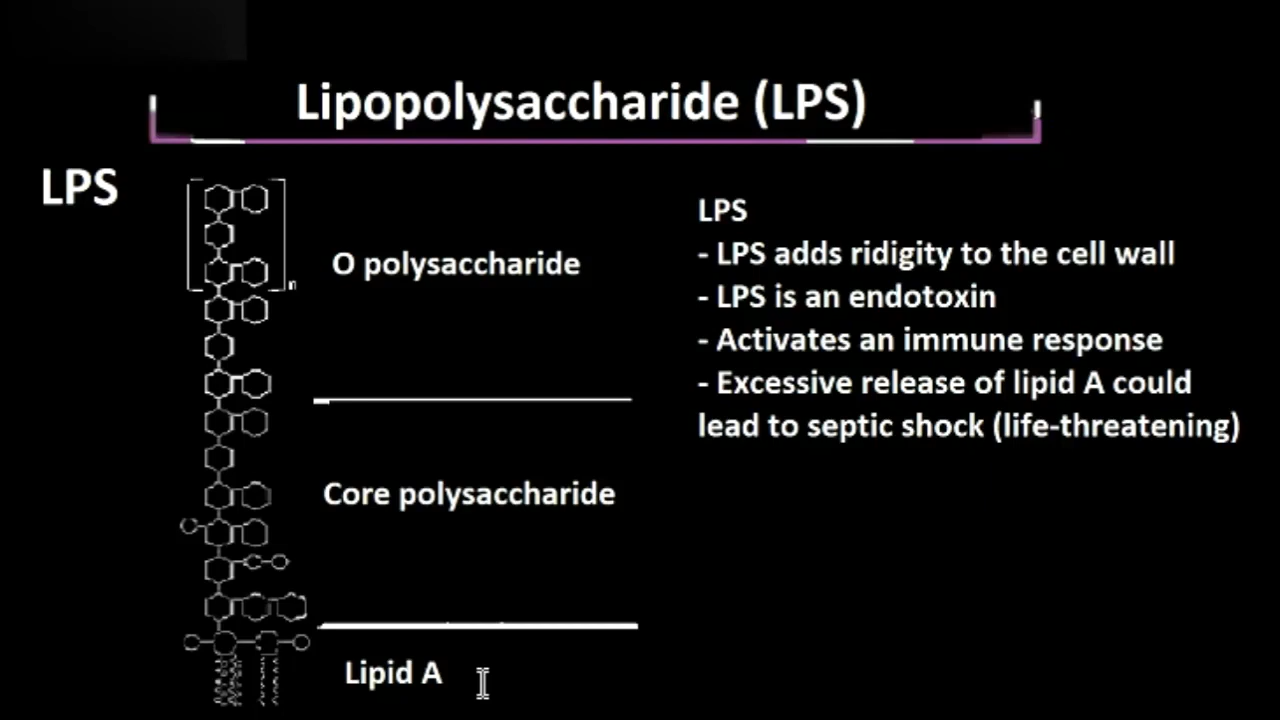 Lipopolysaccharide (LPS)
LPS
n
O polysaccharide
Core polysaccharide
Lipid A
LPS
- LPS adds ridigity to the cell wall
- LPS is an endotoxin
- Activates an immune response
- Excessive release of lipid A could
lead to septic shock (life-threatening)